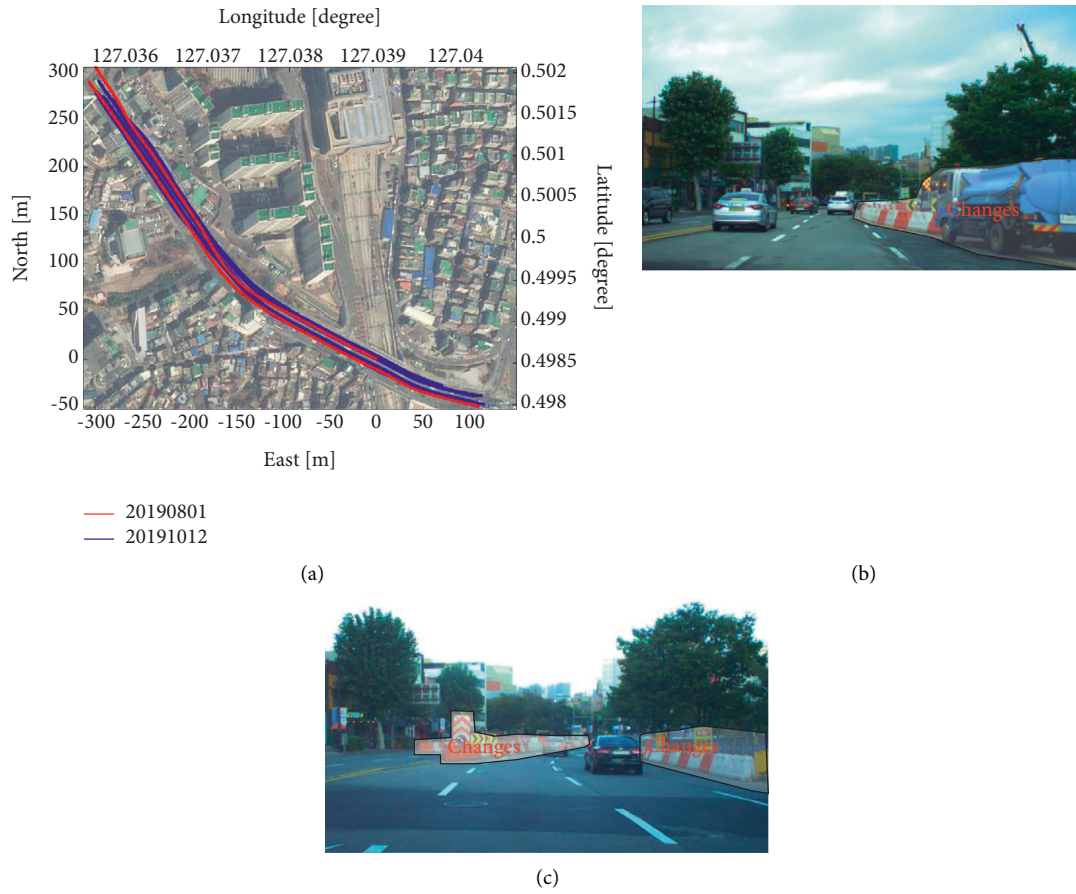 Longitude [degree]
127.036 127.037 127.038 127.039 127.04
300
250
200
150
100
50
0
-50
North [m]
0.502
0.5015
0.501
0.5005
0.5
0.4995
0.499
0.4985
0.498
Latitude [degree]
-300 -250 -200 -150 -100 -50 0 50 100
East [m]
20190801
20191012
(a)
Changes
(b)
Changes Changes
(c)